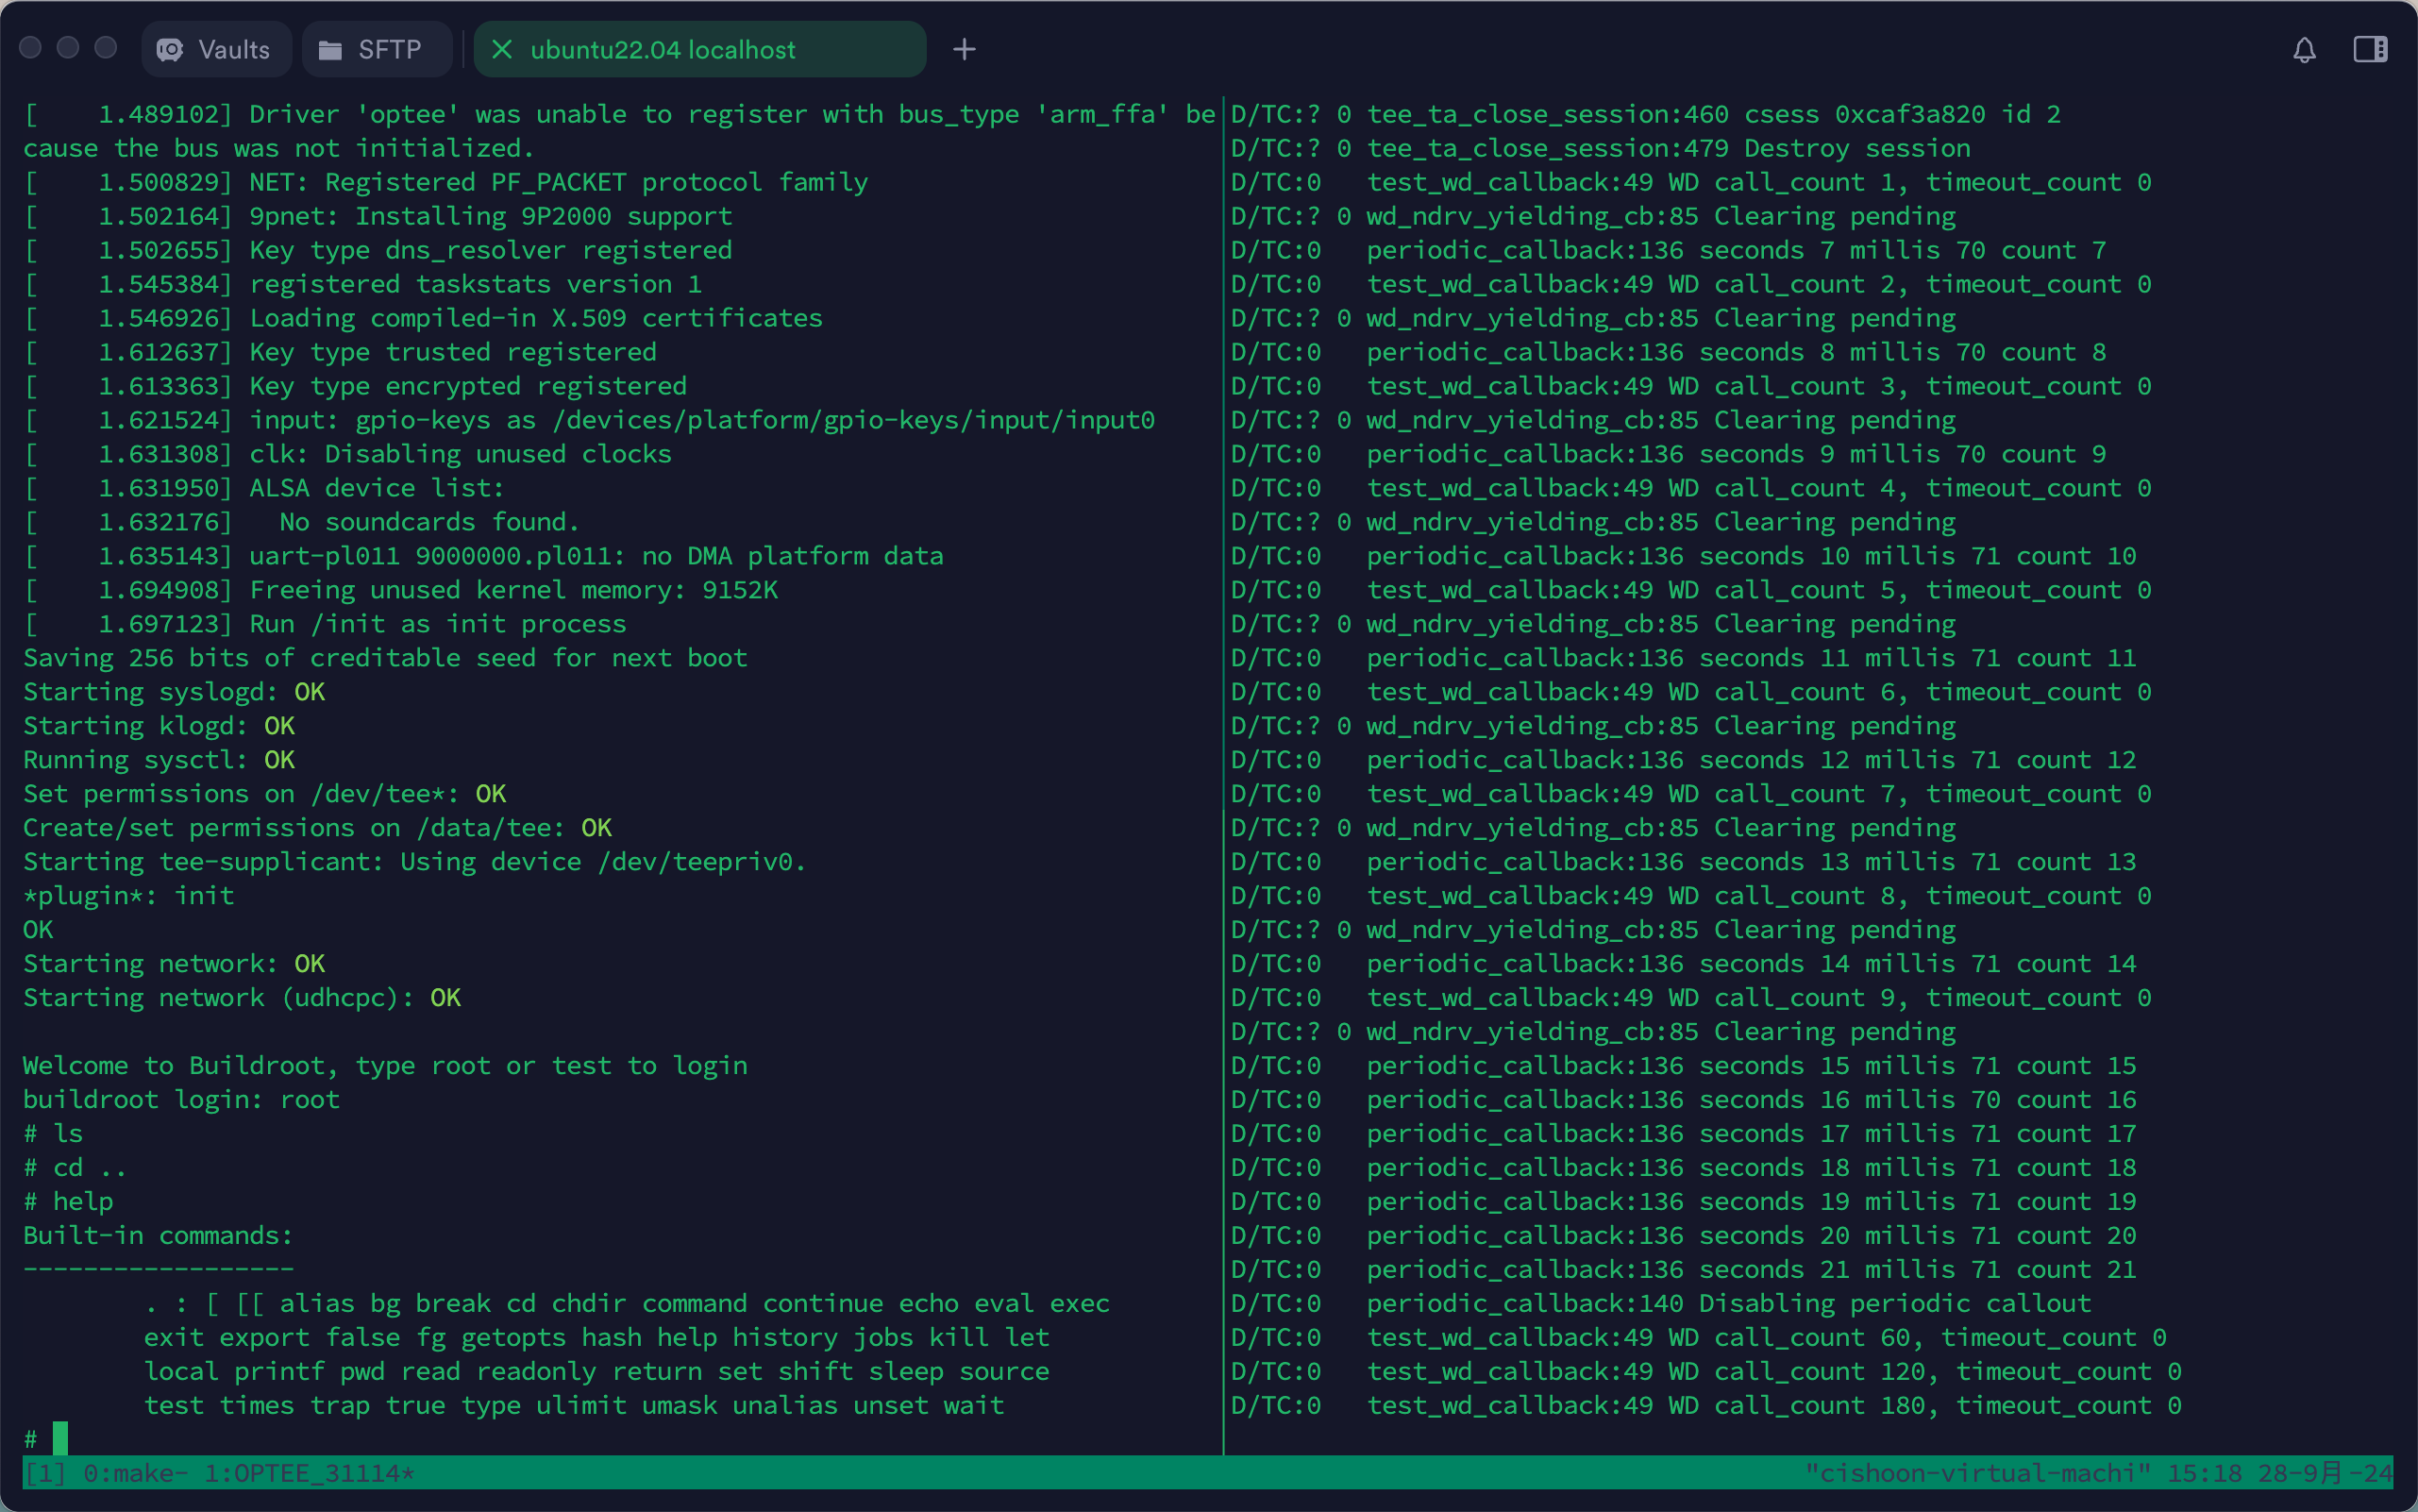 Vaults
SFTP
ubuntu22.04 localhost
[    1.489102] Driver 'optee' was unable to register with bus_type 'arm_ffa' be
cause the bus was not initialized.
[    1.500829] NET: Registered PF_PACKET protocol family
[    1.502164] 9pnet: Installing 9P2000 support
[    1.502655] Key type dns_resolver registered
[    1.545384] registered taskstats version 1
[    1.546926] Loading compiled-in X.509 certificates
[    1.612637] Key type trusted registered
[    1.613363] Key type encrypted registered
[    1.621524] input: gpio-keys as /devices/platform/gpio-keys/input/input0
[    1.631308] clk: Disabling unused clocks
[    1.631950] ALSA device list:
[    1.632176]   No soundcards found.
[    1.635143] uart-pl011 9000000.pl011: no DMA platform data
[    1.694908] Freeing unused kernel memory: 9152K
[    1.697123] Run /init as init process
Saving 256 bits of creditable seed for next boot
Starting syslogd: OK
Starting klogd: OK
Running sysctl: OK
Set permissions on /dev/tee*: OK
Create/set permissions on /data/tee: OK
Starting tee-supplicant: Using device /dev/teepriv0.
*plugin*: init
OK
Starting network: OK
Starting network (udhcpc): OK
Welcome to Buildroot, type root or test to login
buildroot login: root
# ls
# cd ..
# help
Built-in commands:
------------------
        . : [ [[ alias bg break cd chdir command continue echo eval exec
        exit export false fg getopts hash help history jobs kill let
        local printf pwd read readonly return set shift sleep source
        test times trap true type ulimit umask unalias unset wait
#
D/TC:? 0 tee_ta_close_session:460 csess 0xcaf3a820 id 2
D/TC:? 0 tee_ta_close_session:479 Destroy session
D/TC:0   test_wd_callback:49 WD call_count 1, timeout_count 0
D/TC:? 0 wd_ndrv_yielding_cb:85 Clearing pending
D/TC:0   periodic_callback:136 seconds 7 millis 70 count 7
D/TC:0   test_wd_callback:49 WD call_count 2, timeout_count 0
D/TC:? 0 wd_ndrv_yielding_cb:85 Clearing pending
D/TC:0   periodic_callback:136 seconds 8 millis 70 count 8
D/TC:0   test_wd_callback:49 WD call_count 3, timeout_count 0
D/TC:? 0 wd_ndrv_yielding_cb:85 Clearing pending
D/TC:0   periodic_callback:136 seconds 9 millis 70 count 9
D/TC:0   test_wd_callback:49 WD call_count 4, timeout_count 0
D/TC:? 0 wd_ndrv_yielding_cb:85 Clearing pending
D/TC:0   periodic_callback:136 seconds 10 millis 71 count 10
D/TC:0   test_wd_callback:49 WD call_count 5, timeout_count 0
D/TC:? 0 wd_ndrv_yielding_cb:85 Clearing pending
D/TC:0   periodic_callback:136 seconds 11 millis 71 count 11
D/TC:0   test_wd_callback:49 WD call_count 6, timeout_count 0
D/TC:? 0 wd_ndrv_yielding_cb:85 Clearing pending
D/TC:0   periodic_callback:136 seconds 12 millis 71 count 12
D/TC:0   test_wd_callback:49 WD call_count 7, timeout_count 0
D/TC:? 0 wd_ndrv_yielding_cb:85 Clearing pending
D/TC:0   periodic_callback:136 seconds 13 millis 71 count 13
D/TC:0   test_wd_callback:49 WD call_count 8, timeout_count 0
D/TC:? 0 wd_ndrv_yielding_cb:85 Clearing pending
D/TC:0   periodic_callback:136 seconds 14 millis 71 count 14
D/TC:0   test_wd_callback:49 WD call_count 9, timeout_count 0
D/TC:? 0 wd_ndrv_yielding_cb:85 Clearing pending
D/TC:0   periodic_callback:136 seconds 15 millis 71 count 15
D/TC:0   periodic_callback:136 seconds 16 millis 70 count 16
D/TC:0   periodic_callback:136 seconds 17 millis 71 count 17
D/TC:0   periodic_callback:136 seconds 18 millis 71 count 18
D/TC:0   periodic_callback:136 seconds 19 millis 71 count 19
D/TC:0   periodic_callback:136 seconds 20 millis 71 count 20
D/TC:0   periodic_callback:136 seconds 21 millis 71 count 21
D/TC:0   periodic_callback:140 Disabling periodic callout
D/TC:0   test_wd_callback:49 WD call_count 60, timeout_count 0
D/TC:0   test_wd_callback:49 WD call_count 120, timeout_count 0
D/TC:0   test_wd_callback:49 WD call_count 180, timeout_count 0
[1] 0:make- 1:OPTEE_31114*
"cishoon-virtual-machi" 15:18 28-9月-24